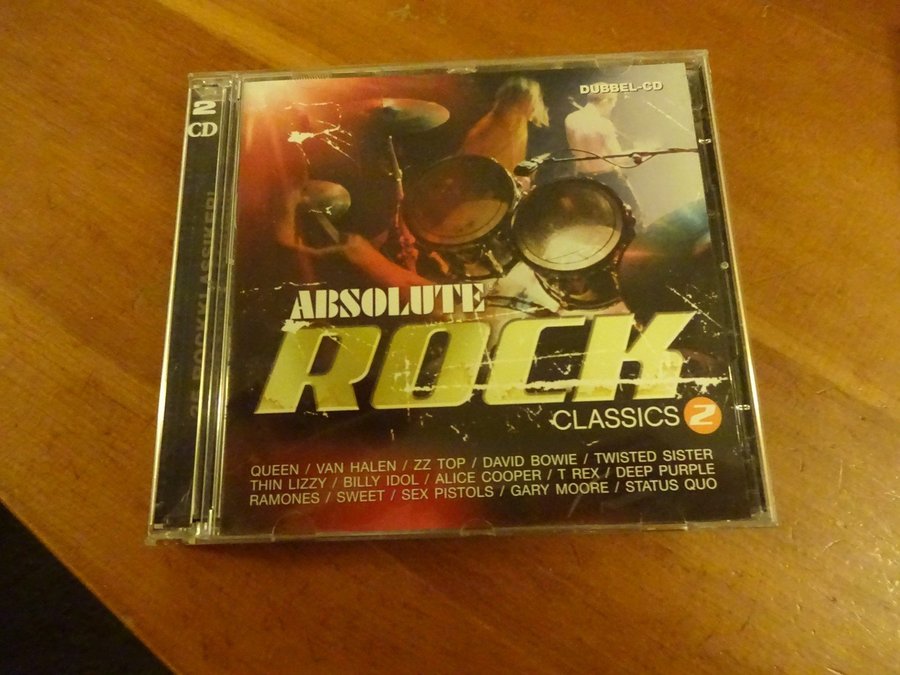 2
CD
DUBBEL-CD
ABSOLUTE
ROCK
CLASSICS 2
QUEEN / VAN HALEN / ZZ TOP / DAVID BOWIE / TWISTED SISTER
THIN LIZZY / BILLY IDOL / ALICE COOPER / T REX / DEEP PURPLE
RAMONES / SWEET / SEX PISTOLS / GARY MOORE / STATUS QUO